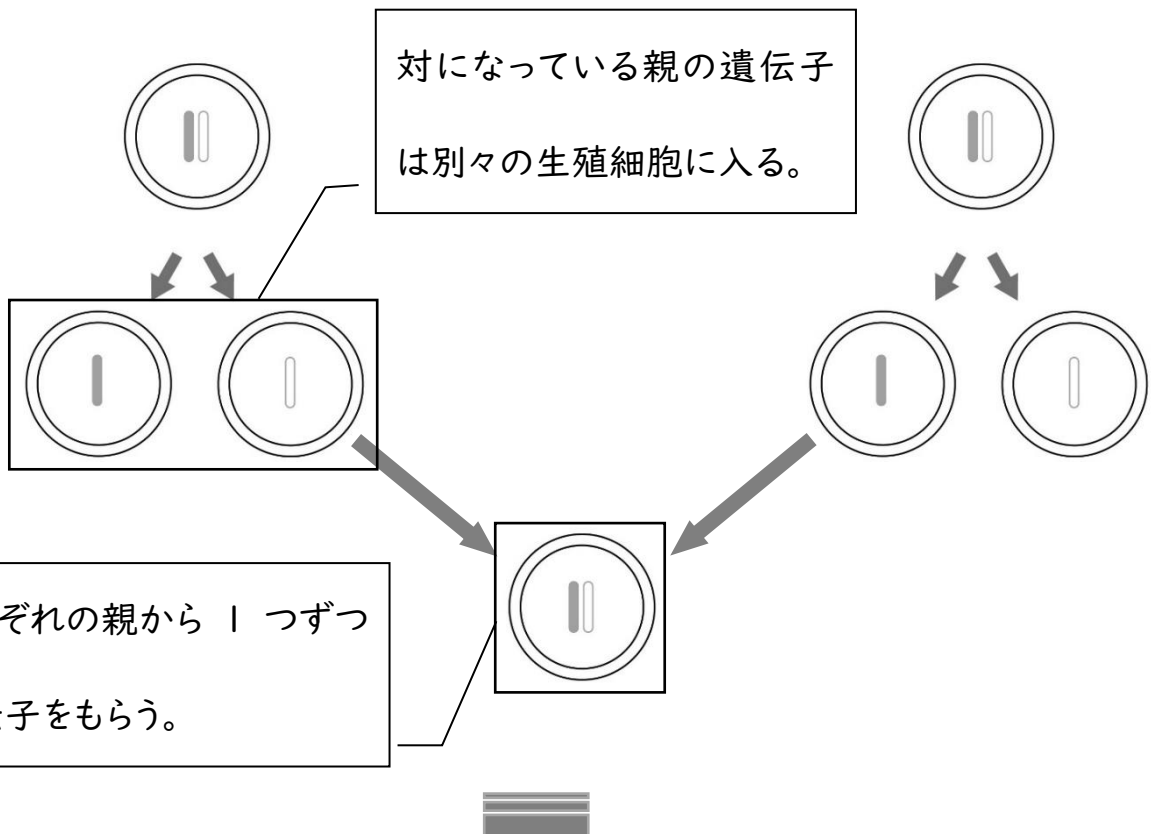 対になっている親の遺伝子
は別々の生殖細胞に入る。
ぞれの親から 1 つずつ
子をもらう。